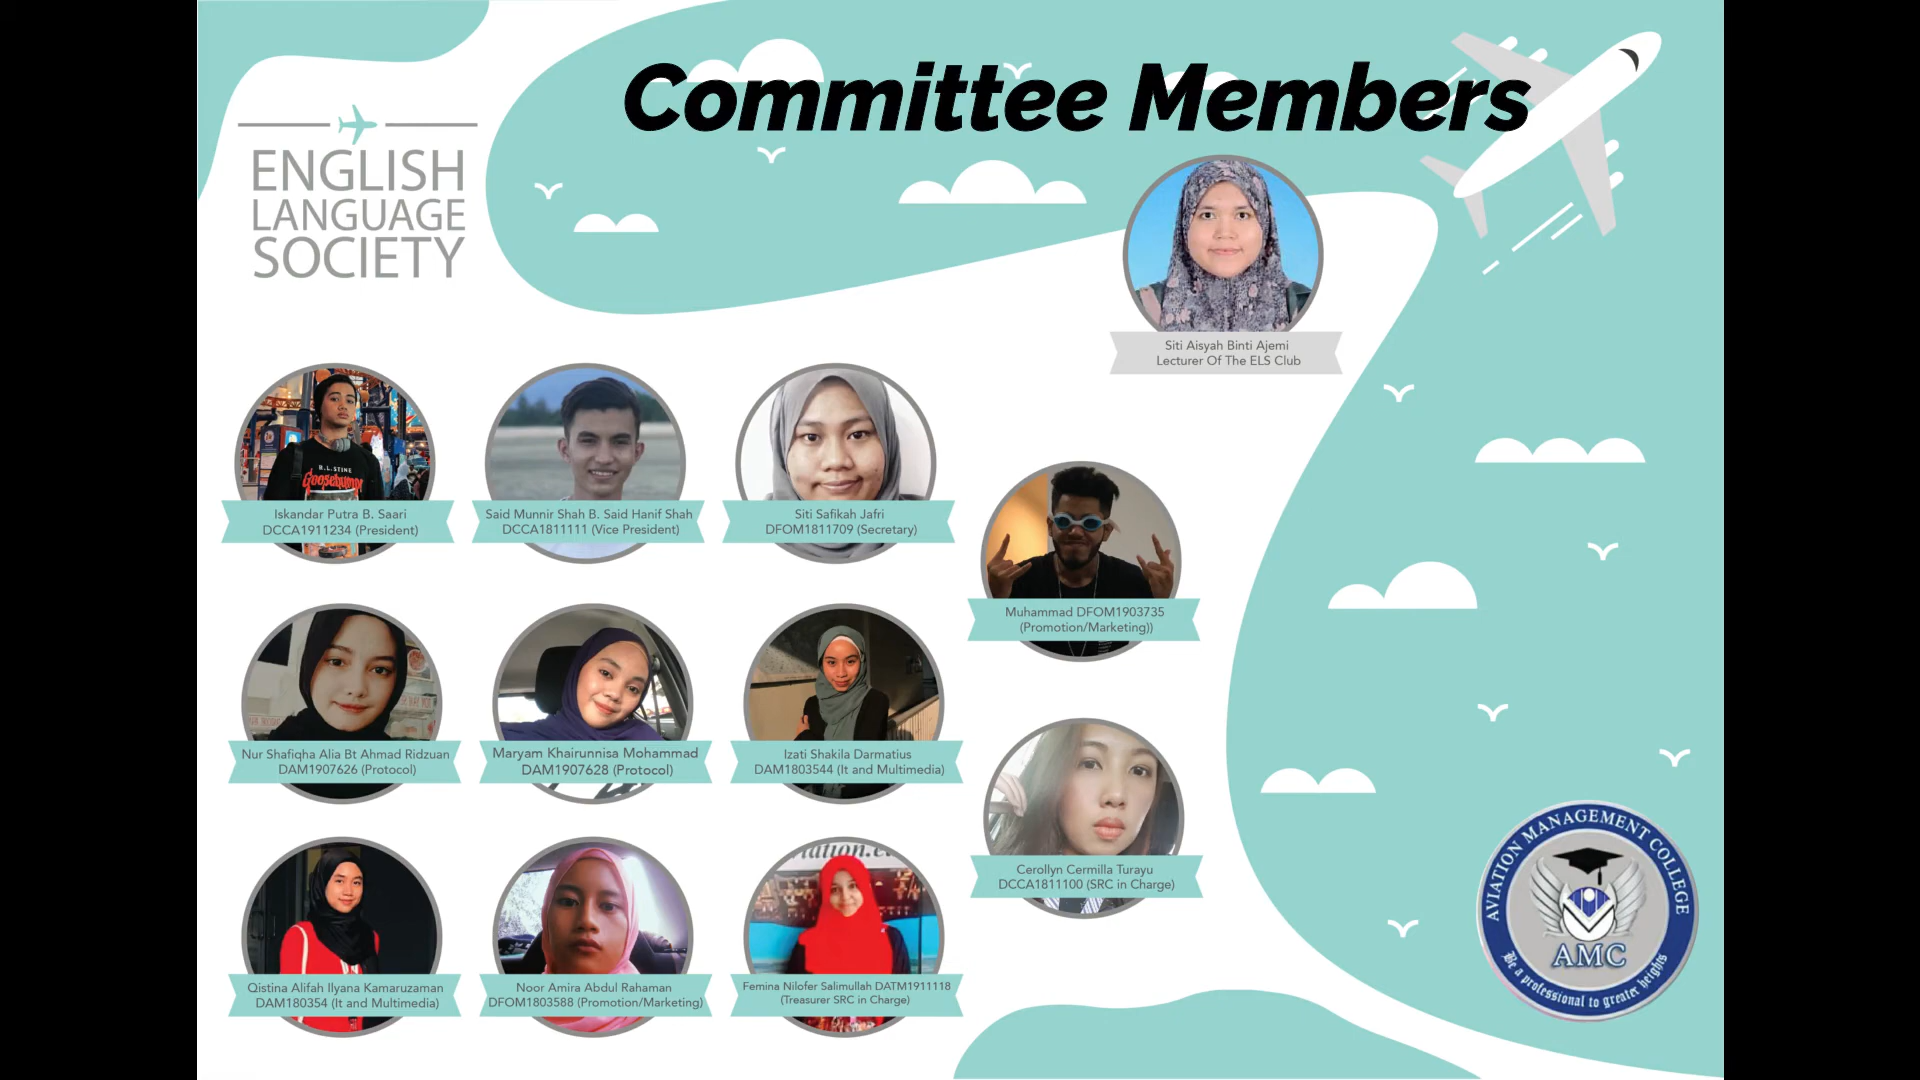 Committee Members
ENGLISH
LANGUAGE
SOCIETY
Siti Aisyah Binti Ajemi
Lecturer Of The ELS Club
Iskandar Putra B. Saari
DCCA1911234 (President)
Said Munnir Shah B. Said Hanif Shah
DCCA1811111 (Vice President)
Siti Safikah Jafri
DFOM1811709 (Secretary)
Muhammad DFOM1903735
(Promotion/Marketing))
Nur Shafiqha Alia Bt Ahmad Ridzuan
DAM1907626 (Protocol)
Maryam Khairunnisa Mohammad
DAM1907628 (Protocol)
Izati Shakila Darmatius
DAM1803544 (It and Multimedia)
Cerollyn Cermilla Turayu
DCCA1811100 (SRC in Charge)
Qistina Alifah Ilyana Kamaruzaman
DAM180354 (It and Multimedia)
Noor Amira Abdul Rahaman
DFOM1803588 (Promotion/Marketing)
Femina Nilofer Salimullah DATM1911118
(Treasurer SRC in Charge)
R.L.STINE
Goosebumps
AVIATION MANAGEMENT COLLEGE
AMC
Be a professional to greater heights